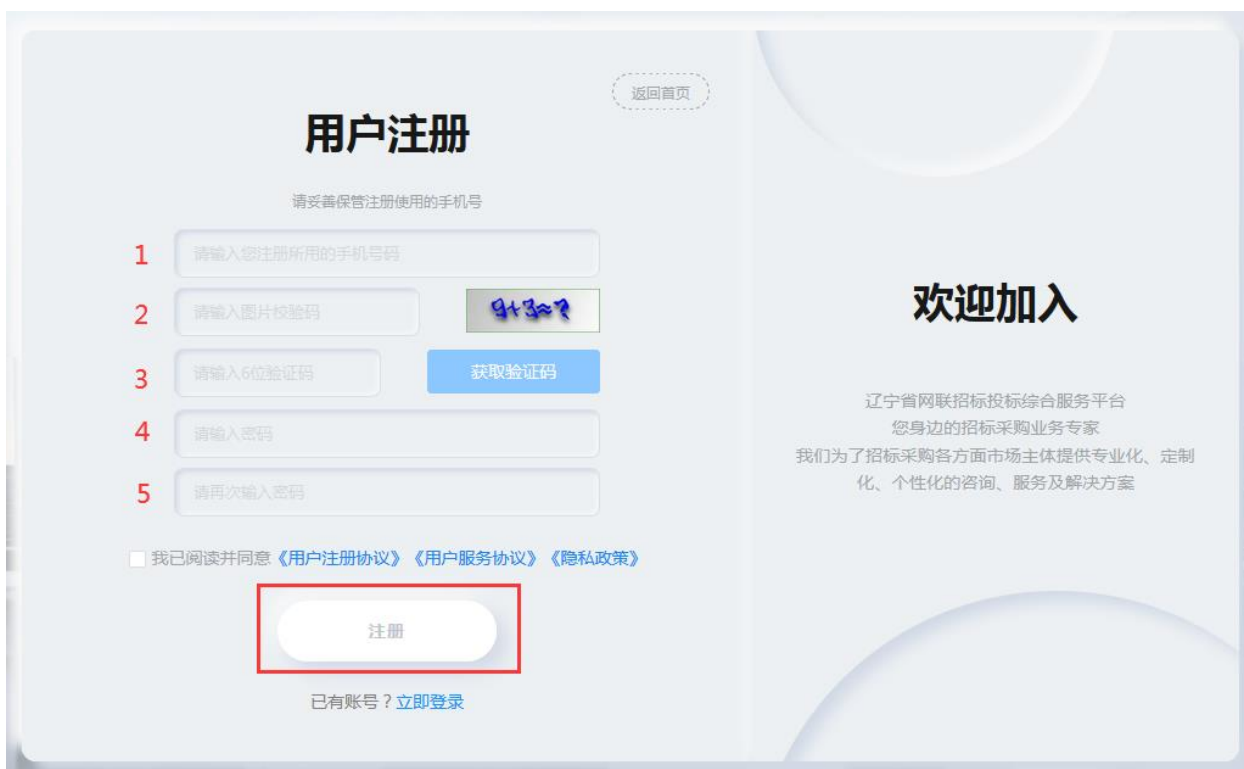 返回首页
用户注册
请妥善保管注册使用的手机号
1 请输入您注册所用的手机号码
2 请输入图片校验码 9+3≈?
3 请输入6位验证码 获取验证码
4 请输入密码
5 请再次输入密码
我已阅读并同意《用户注册协议》《用户服务协议》《隐私政策》
注册
已有账号？立即登录
欢迎加入
辽宁省网联招标投标综合服务平台
您身边的招标采购业务专家
我们为了招标采购各方面市场主体提供专业化、定制
化、个性化的咨询、服务及解决方案